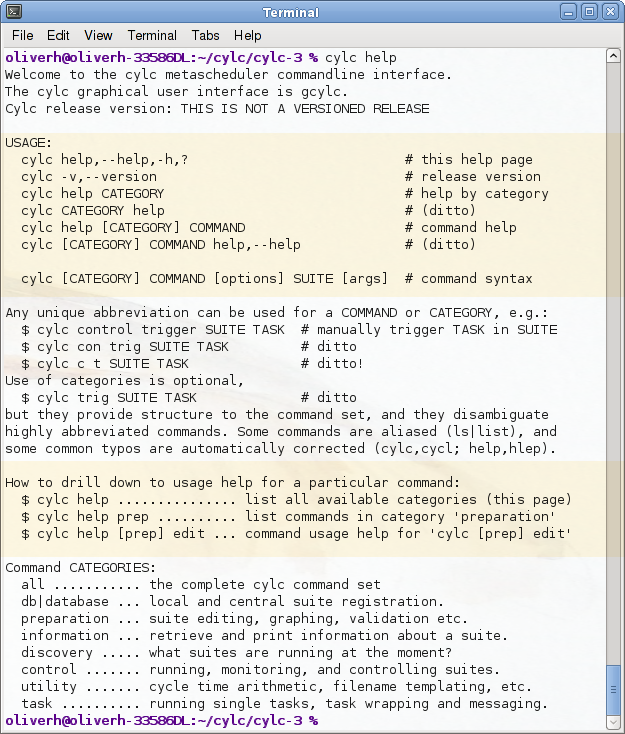 Terminal
File Edit View Terminal Tabs Help
oliverh@oliverh-33586DL:~/cylc/cylc-3 % cylc help
Welcome to the cylc metascheduler commandline interface.
The cylc graphical user interface is gcylc.
Cylc release version: THIS IS NOT A VERSIONED RELEASE
USAGE:
  cylc help,--help,-h,?                           # this help page
  cylc -v,--version                               # release version
  cylc help CATEGORY                              # help by category
  cylc CATEGORY help                              # (ditto)
  cylc help [CATEGORY] COMMAND                    # command help
  cylc [CATEGORY] COMMAND help,--help             # (ditto)
  cylc [CATEGORY] COMMAND [options] SUITE [args]  # command syntax
Any unique abbreviation can be used for a COMMAND or CATEGORY, e.g.:
  $ cylc control trigger SUITE TASK  # manually trigger TASK in SUITE
  $ cylc con trig SUITE TASK         # ditto
  $ cylc c t SUITE TASK              # ditto!
Use of categories is optional,
  $ cylc trig SUITE TASK             # ditto
but they provide structure to the command set, and they disambiguate
highly abbreviated commands. Some commands are aliased (ls|list), and
some common typos are automatically corrected (cylc,cycl; help,hlep).
How to drill down to usage help for a particular command:
  $ cylc help ............... list all available categories (this page)
  $ cylc help prep .......... list commands in category 'preparation'
  $ cylc help [prep] edit ... command usage help for 'cylc [prep] edit'
Command CATEGORIES:
  all ........... the complete cylc command set
  db|database ... local and central suite registration.
  preparation ... suite editing, graphing, validation etc.
  information ... retrieve and print information about a suite.
  discovery ..... what suites are running at the moment?
  control ....... running, monitoring, and controlling suites.
  utility ....... cycle time arithmetic, filename templating, etc.
  task .......... running single tasks, task wrapping and messaging.
oliverh@oliverh-33586DL:~/cylc/cylc-3 %